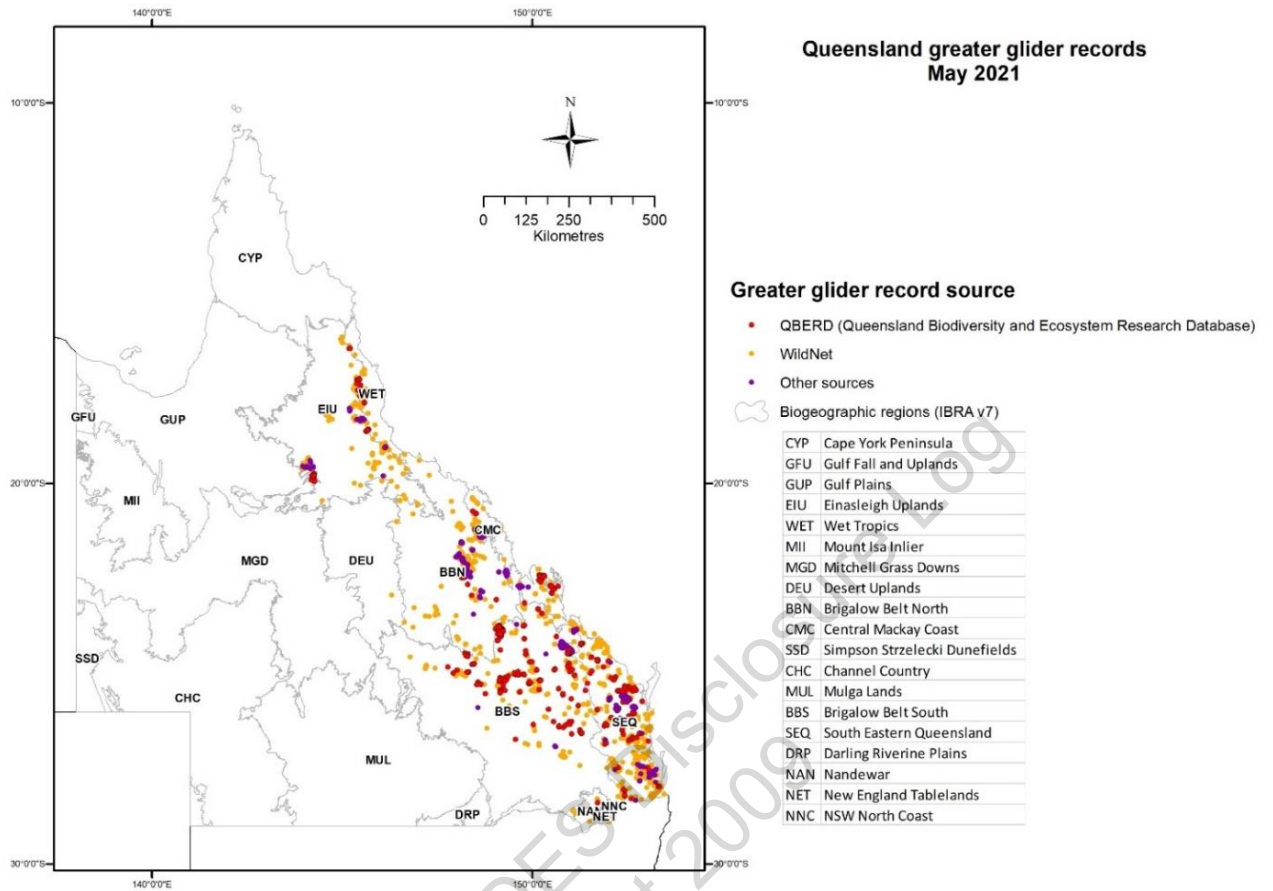 140°0'0"E
150°0'0"E
Queensland greater glider records
May 2021
10°0'0"S
10°0'0"S
N
0 125 250 500
Kilometres
CYP
Greater glider record source
QBERD (Queensland Biodiversity and Ecosystem Research Database)
WildNet
Other sources
Biogeographic regions (IBRA v7)
WET
EIU
GFU
GUP
CYP Cape York Peninsula
GFU Gulf Fall and Uplands
GUP Gulf Plains
EIU Einasleigh Uplands
WET Wet Tropics
MII Mount Isa Inlier
MGD Mitchell Grass Downs
DEU Desert Uplands
BBN Brigalow Belt North
CMC Central Mackay Coast
SSD Simpson Strzelecki Dunefields
CHC Channel Country
MUL Mulga Lands
BBS Brigalow Belt South
SEQ South Eastern Queensland
DRP Darling Riverine Plains
NAN Nandewar
NET New England Tablelands
NNC NSW North Coast
20°0'0"S
20°0'0"S
MII
CMC
MGD
DEU
BBN
SSD
CHC
BBS
SEQ
MUL
DRP
NAN
NNC
NET
30°0'0"S
30°0'0"S
140°0'0"E
150°0'0"E
DES Disclosure Log
2009